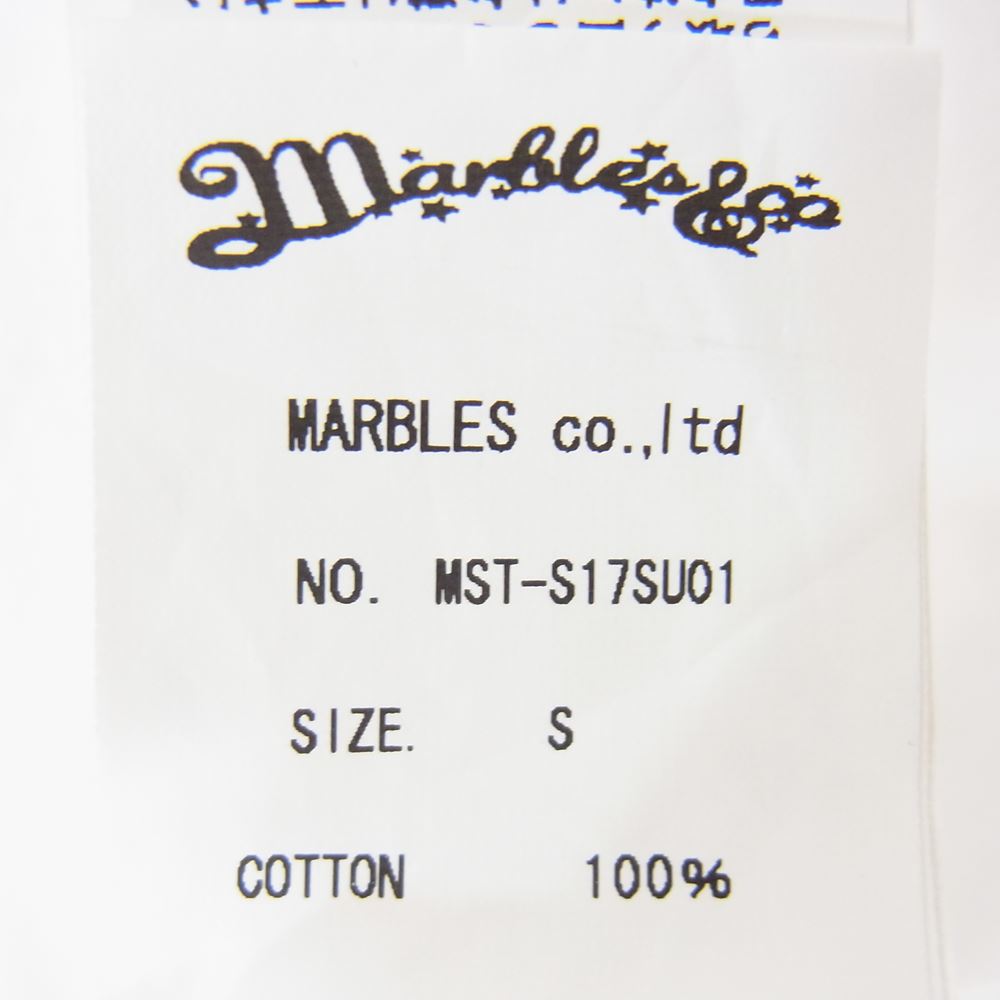 Marbles & Co
MARBLES co.,ltd
NO. MST-S17SU01
SIZE. S
COTTON 100%